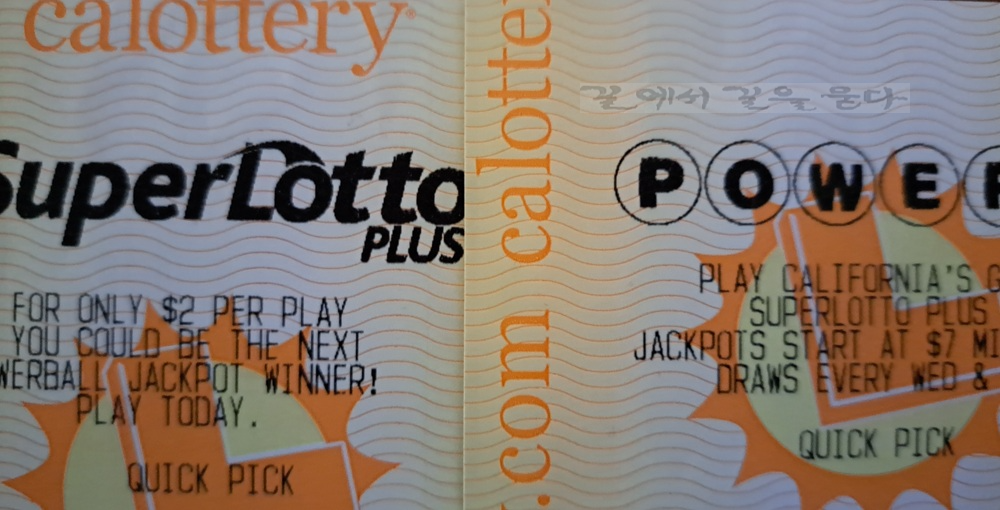 calottery
SuperLotto
PLUS
FOR ONLY $2 PER PLAY
YOU COULD BE THE NEXT
WERBALL JACKPOT WINNER!
PLAY TODAY.
QUICK PICK
.com calotte
길에서 길을 묻다
POWER
PLAY CALIFORNIA'S G
SUPERLOTTO PLUS
JACKPOTS START AT $7 MI
DRAWS EVERY WED &
QUICK PICK